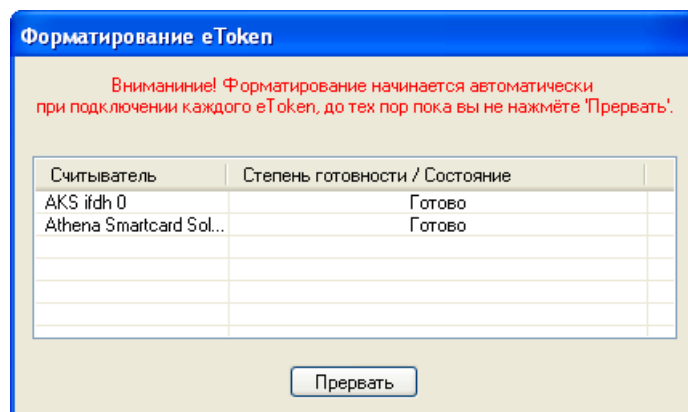 Форматирование eToken
Вниманиние! Форматирование начинается автоматически
при подключении каждого eToken, до тех пор пока вы не нажмёте 'Прервать'.
Считыватель Степень готовности / Состояние
AKS ifdh 0 Готово
Athena Smartcard Sol... Готово
Прервать